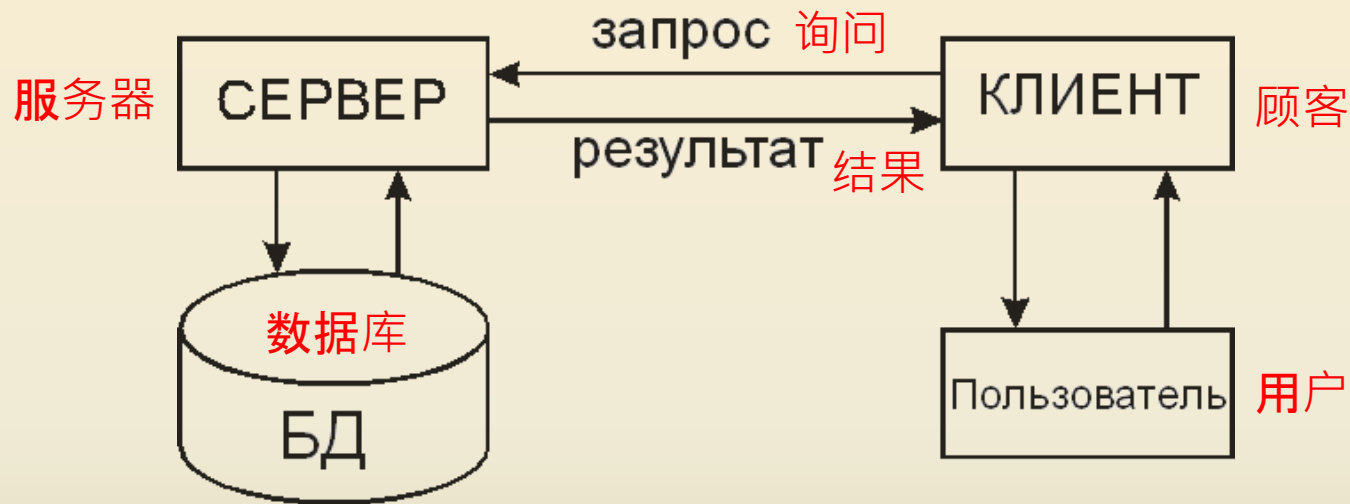 запрос 询问
服务器 СЕРВЕР
КЛИЕНТ 顾客
результат 结果
数据库
БД
Пользователь 用户